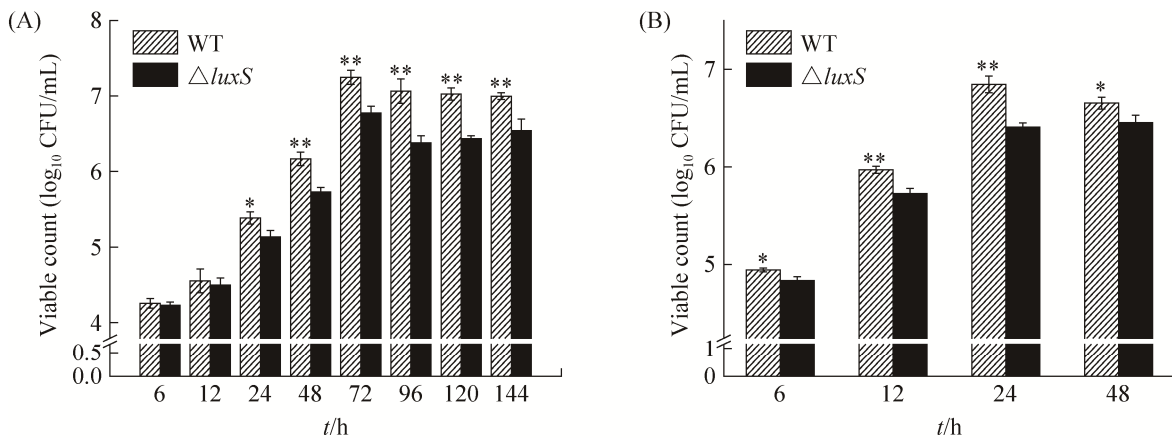 (A)
Viable count (log₁₀ CFU/mL)
8
7
6
5
4
0.5
0.0
WT
△luxS
*
**
**
**
**
**
6 12 24 48 72 96 120 144
t/h
(B)
Viable count (log₁₀ CFU/mL)
7
6
5
1
0
WT
△luxS
*
**
**
*
6 12 24 48
t/h